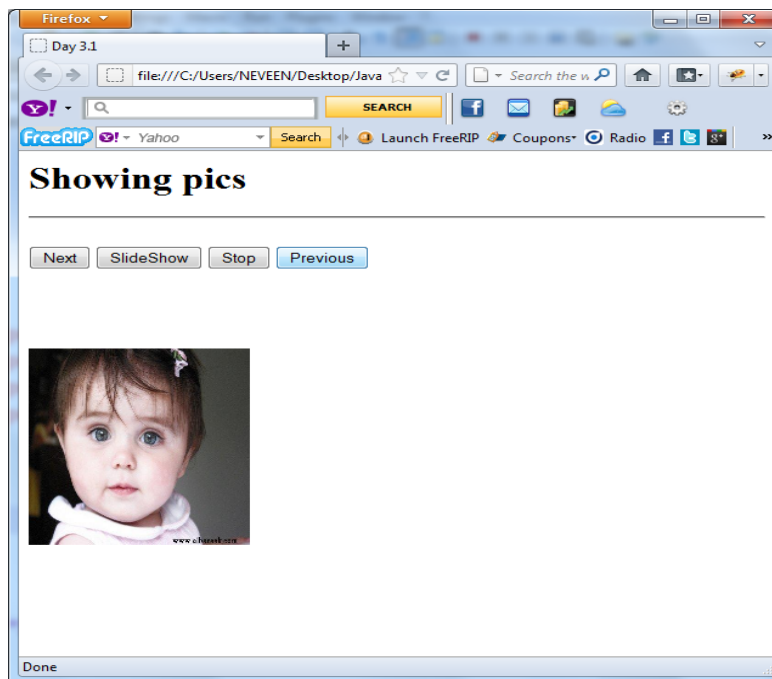 Firefox
Day 3.1
file:///C:/Users/NEVEEN/Desktop/Java
Search the w
Y!
SEARCH
FreeRIP Y! Yahoo Search Launch FreeRIP Coupons Radio
Showing pics
Next SlideShow Stop Previous
Done